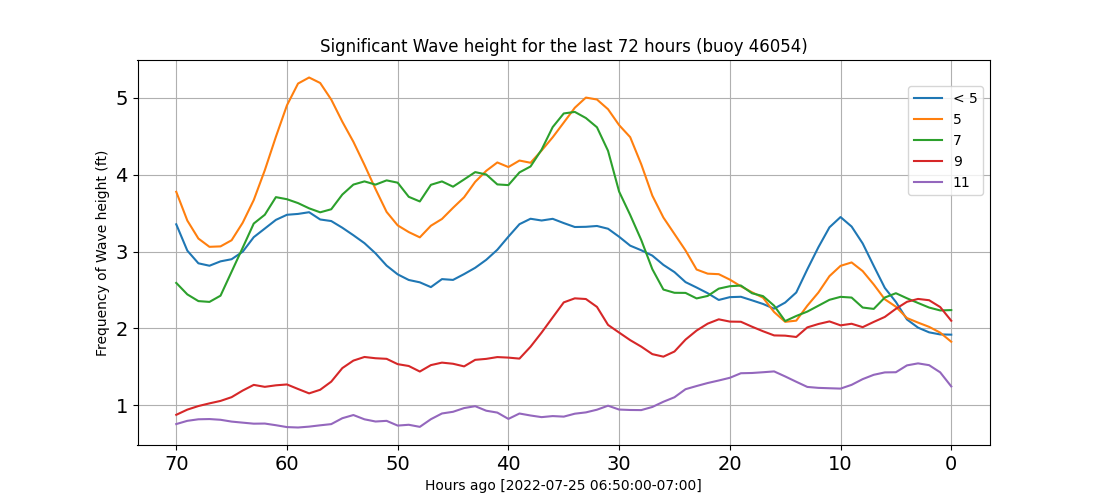 Significant Wave height for the last 72 hours (buoy 46054)
Frequency of Wave height (ft)
5
4
3
2
1
< 5
5
7
9
11
70 60 50 40 30 20 10 0
Hours ago [2022-07-25 06:50:00-07:00]